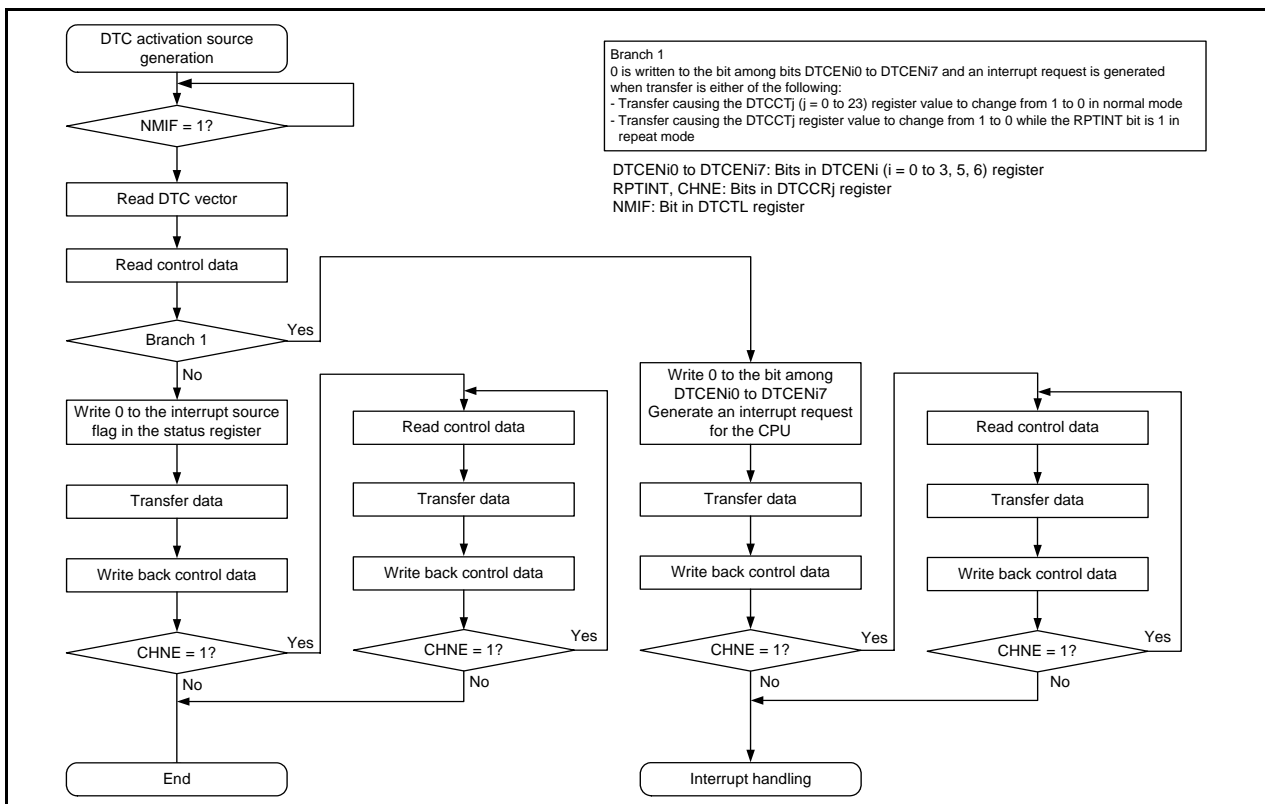 DTC activation source
generation
NMIF = 1?
Read DTC vector
Read control data
Branch 1
Yes
No
Write 0 to the interrupt source
flag in the status register
Transfer data
Write back control data
CHNE = 1?
Yes
No
End
Read control data
Transfer data
Write back control data
CHNE = 1?
Yes
No
Branch 1
0 is written to the bit among bits DTCENi0 to DTCENi7 and an interrupt request is generated
when transfer is either of the following:
- Transfer causing the DTCCTj (j = 0 to 23) register value to change from 1 to 0 in normal mode
- Transfer causing the DTCCTj register value to change from 1 to 0 while the RPTINT bit is 1 in
repeat mode
DTCENi0 to DTCENi7: Bits in DTCENi (i = 0 to 3, 5, 6) register
RPTINT, CHNE: Bits in DTCCRj register
NMIF: Bit in DTCTL register
Write 0 to the bit among
DTCENi0 to DTCENi7
Generate an interrupt request
for the CPU
Transfer data
Write back control data
CHNE = 1?
Yes
No
Interrupt handling
Read control data
Transfer data
Write back control data
CHNE = 1?
Yes
No